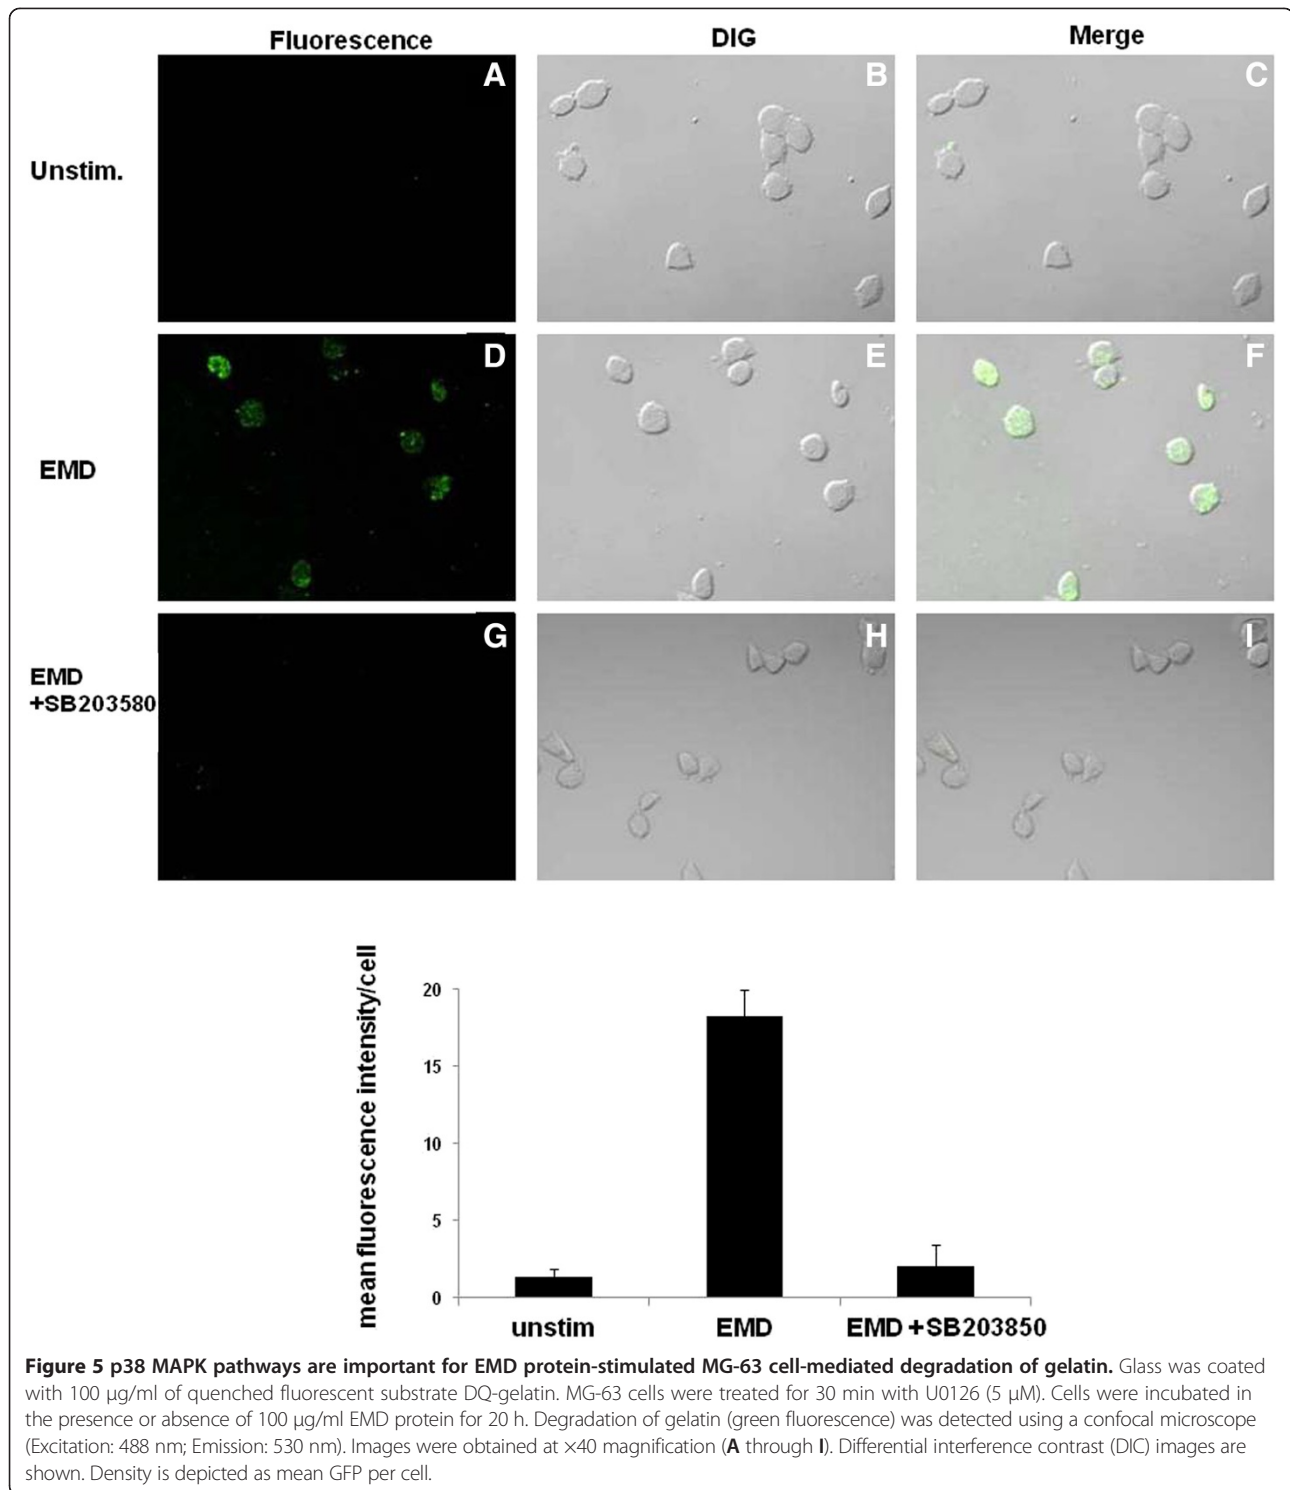 Fluorescence
DIG
Merge
Unstim.
A
B
C
EMD
D
E
F
EMD
+SB203580
G
H
I
mean fluorescence intensity/cell
20
15
10
5
0
unstim
EMD
EMD+SB203850
Figure 5 p38 MAPK pathways are important for EMD protein-stimulated MG-63 cell-mediated degradation of gelatin. Glass was coated
with 100 μg/ml of quenched fluorescent substrate DQ-gelatin. MG-63 cells were treated for 30 min with U0126 (5 μM). Cells were incubated in
the presence or absence of 100 μg/ml EMD protein for 20 h. Degradation of gelatin (green fluorescence) was detected using a confocal microscope
(Excitation: 488 nm; Emission: 530 nm). Images were obtained at ×40 magnification (A through I). Differential interference contrast (DIC) images are
shown. Density is depicted as mean GFP per cell.